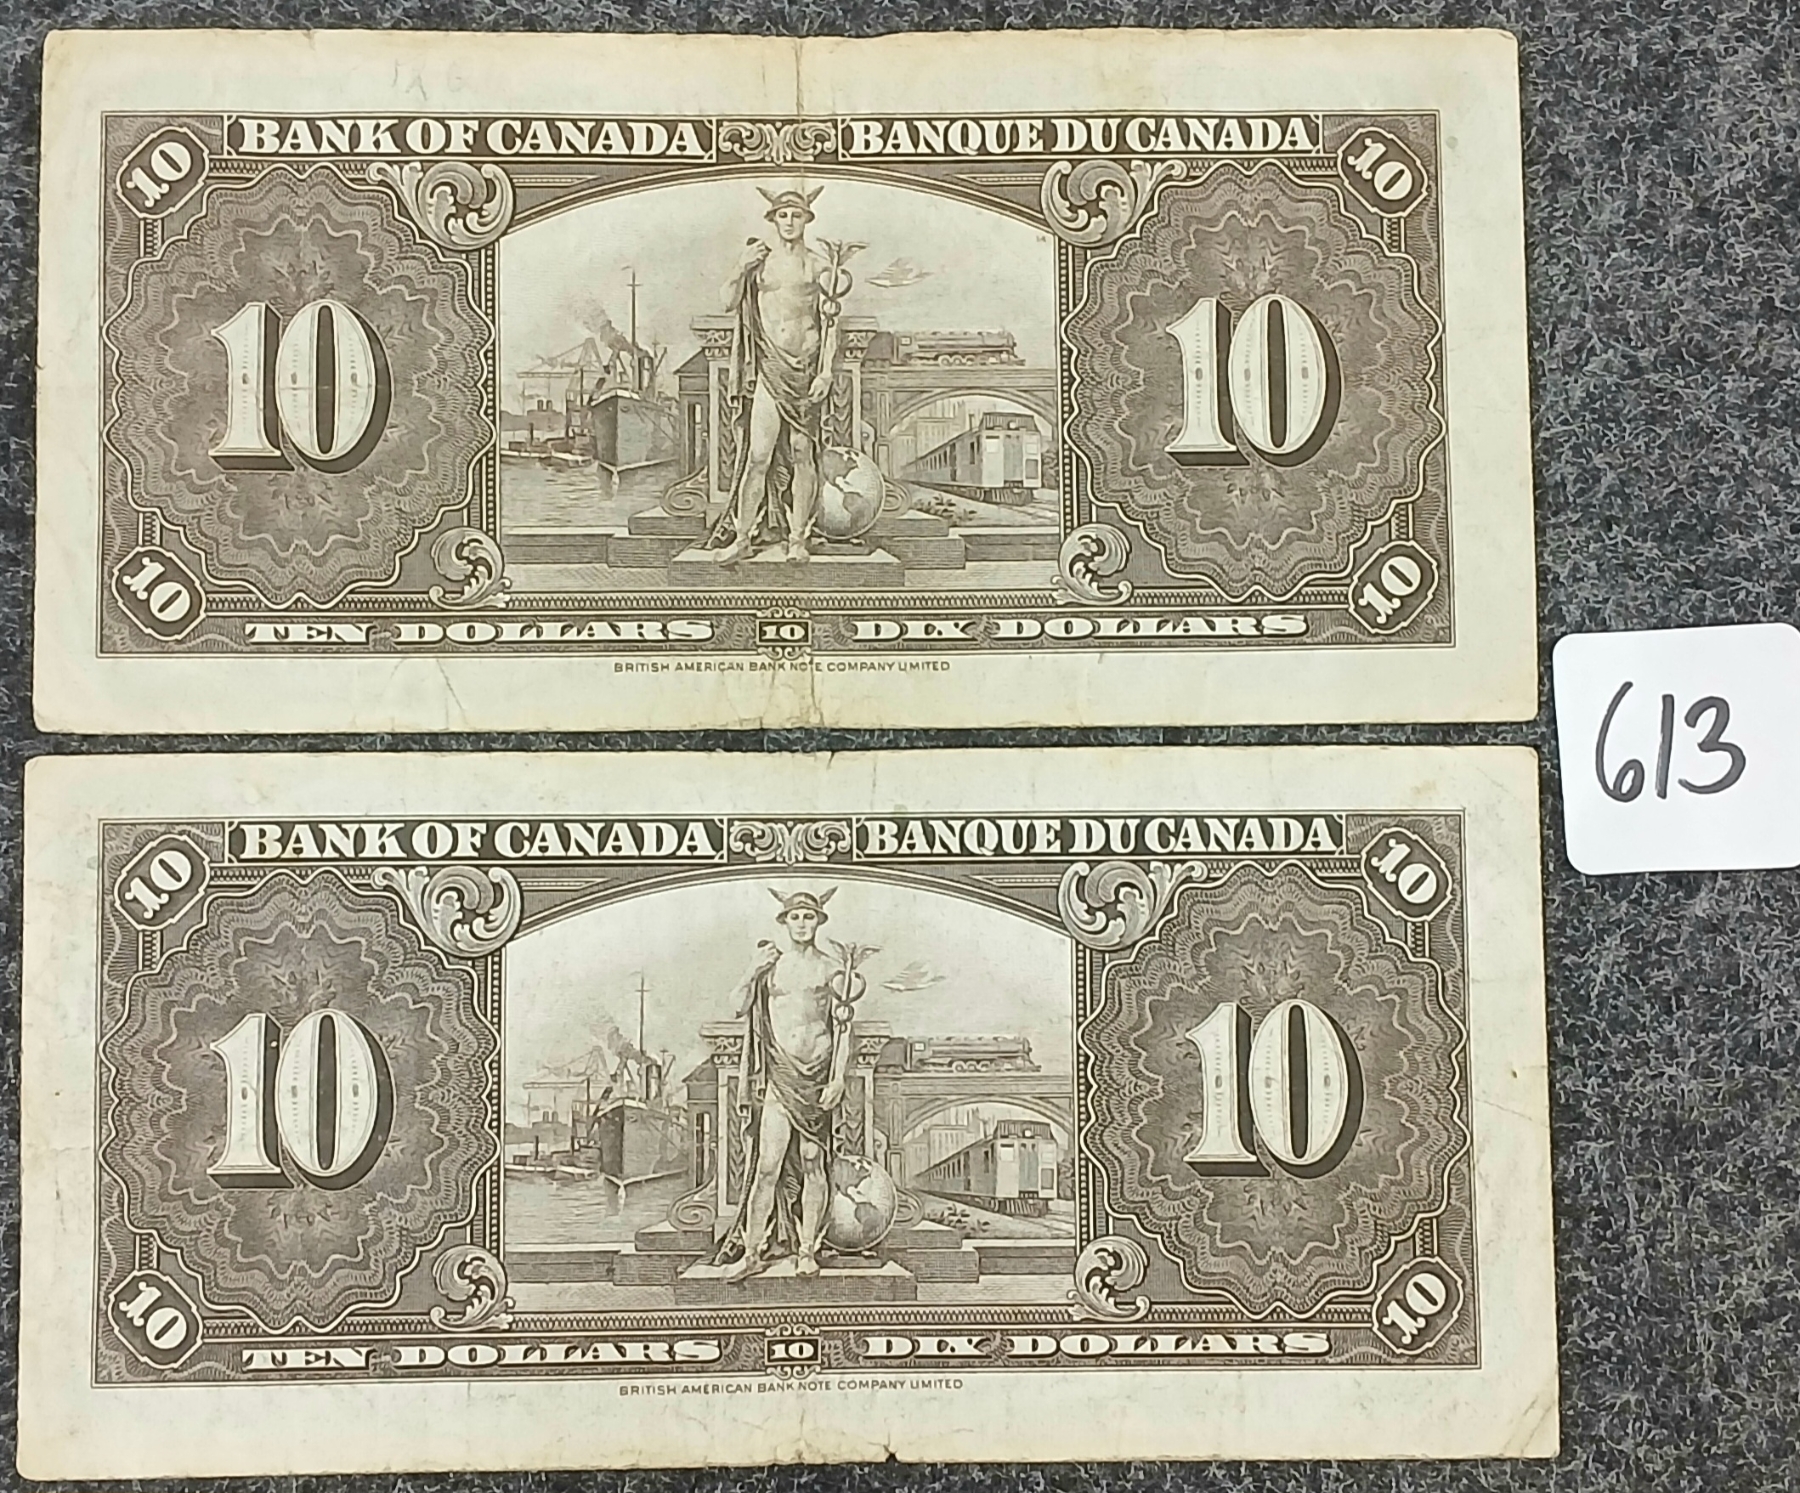 BANK OF CANADA BANQUE DU CANADA
10 10
10 10
10 10
TEN DOLLARS 10 DIX DOLLARS
BRITISH AMERICAN BANK NOTE COMPANY LIMITED
613
BANK OF CANADA BANQUE DU CANADA
10 10
10 10
10 10
TEN DOLLARS 10 DIX DOLLARS
BRITISH AMERICAN BANK NOTE COMPANY LIMITED